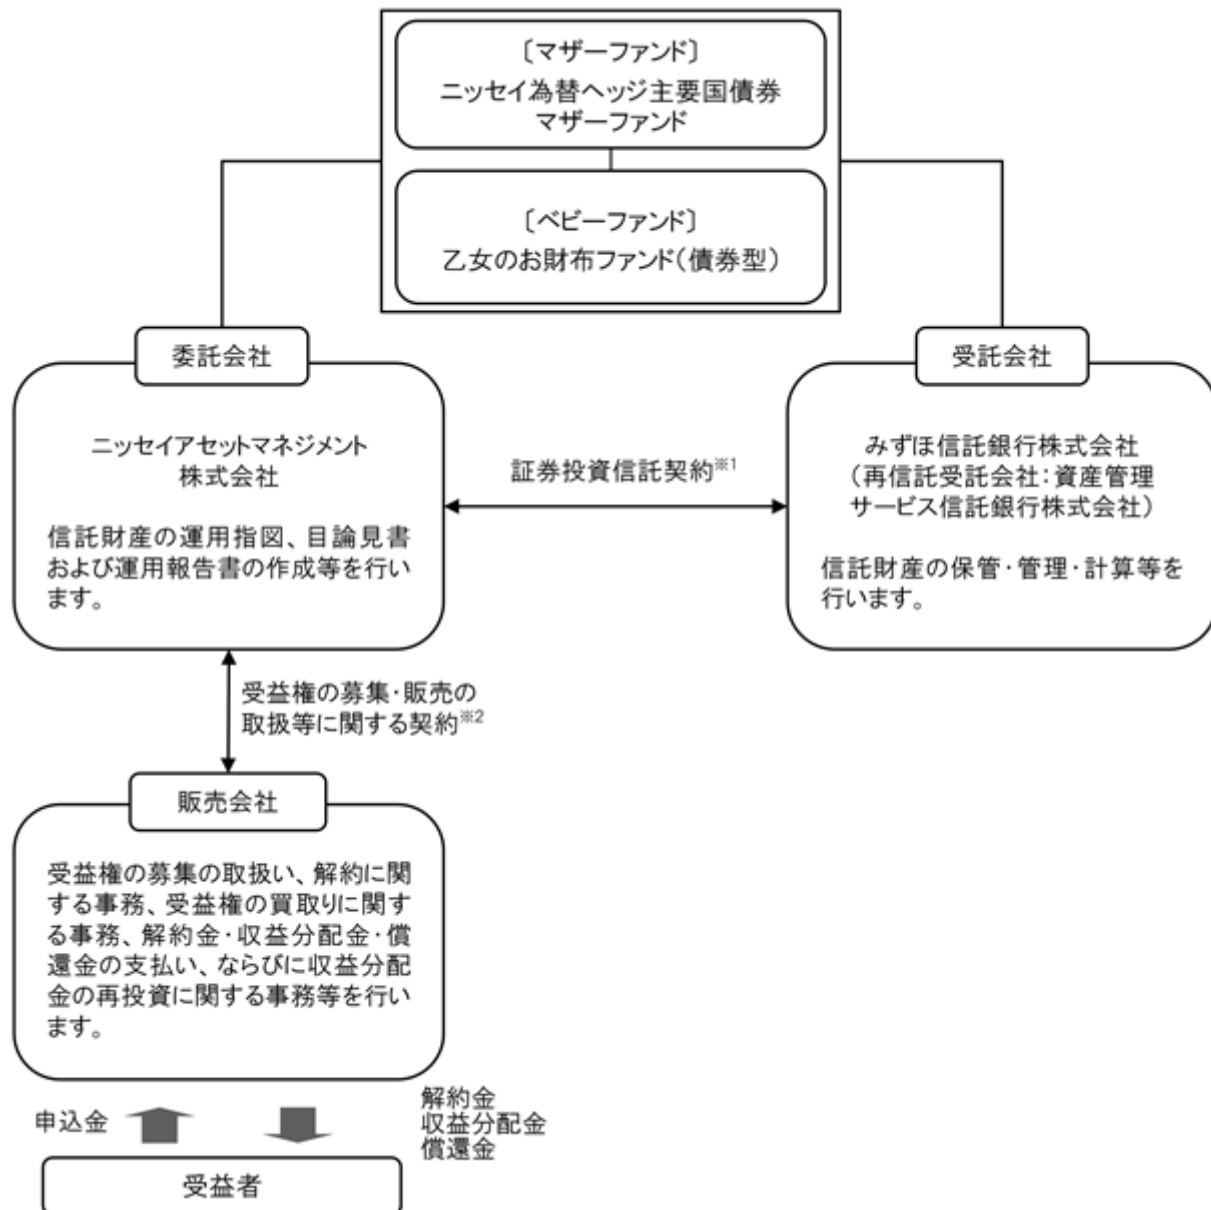 〔マザーファンド〕
ニッセイ為替ヘッジ主要国債券
マザーファンド
〔ベビーファンド〕
乙女のお財布ファンド（債券型）
委託会社
ニッセイアセットマネジメント
株式会社
信託財産の運用指図、目論見書
および運用報告書の作成等を行い
ます。
証券投資信託契約※1
受託会社
みずほ信託銀行株式会社
（再信託受託会社：資産管理
サービス信託銀行株式会社）
信託財産の保管・管理・計算等を
行います。
受益権の募集・販売の
取扱等に関する契約※2
販売会社
受益権の募集の取扱い、解約に関
する事務、受益権の買取りに関す
る事務、解約金・収益分配金・償
還金の支払い、ならびに収益分配
金の再投資に関する事務等を行い
ます。
申込金
解約金
収益分配金
償還金
受益者